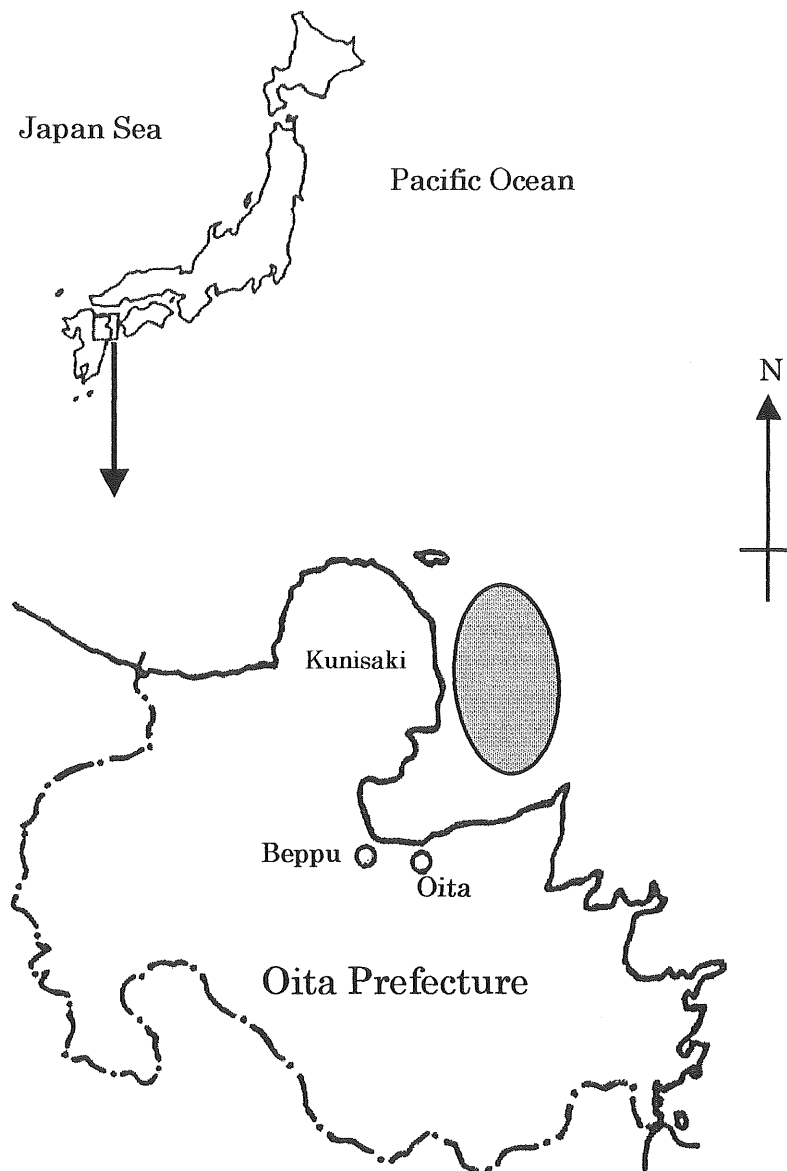 Japan Sea
Pacific Ocean
N
Kunisaki
Beppu
Oita
Oita Prefecture